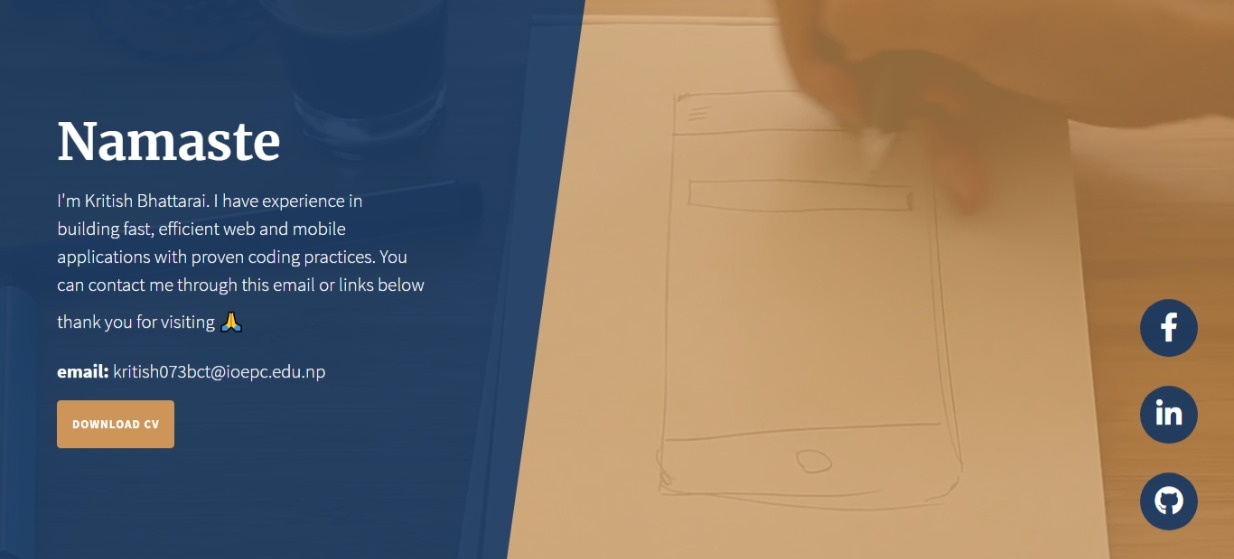 Namaste
I'm Kritish Bhattarai. I have experience in
building fast, efficient web and mobile
applications with proven coding practices. You
can contact me through this email or links below
thank you for visiting 🙏
email: kritish073bct@ioepc.edu.np
DOWNLOAD CV
f
in